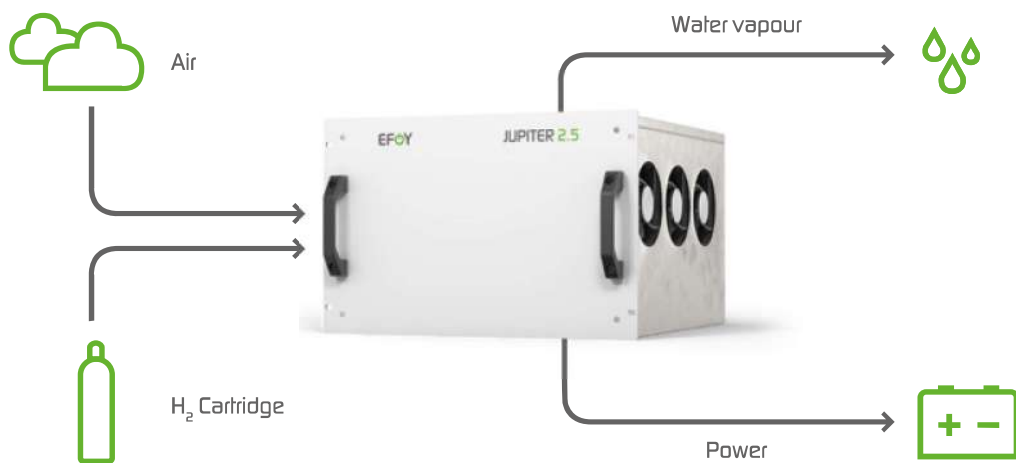 Water vapour
Air
EFOY
JUPITER 2.5
H₂ Cartridge
+ −
Power